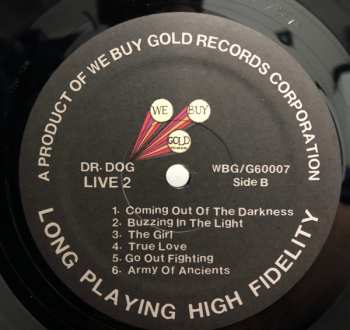 A PRODUCT OF WE BUY GOLD RECORDS CORPORATION
WE BUY
GOLD
DR. DOG
LIVE 2
WBG/G60007
Side B
1- Coming Out Of The Darkness
2- Buzzing In The Light
3- The Girl
4- True Love
5- Go Out Fighting
6- Army Of Ancients
LONG PLAYING HIGH FIDELITY